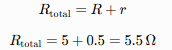 R_total = R + r
R_total = 5 + 0.5 = 5.5 Ω